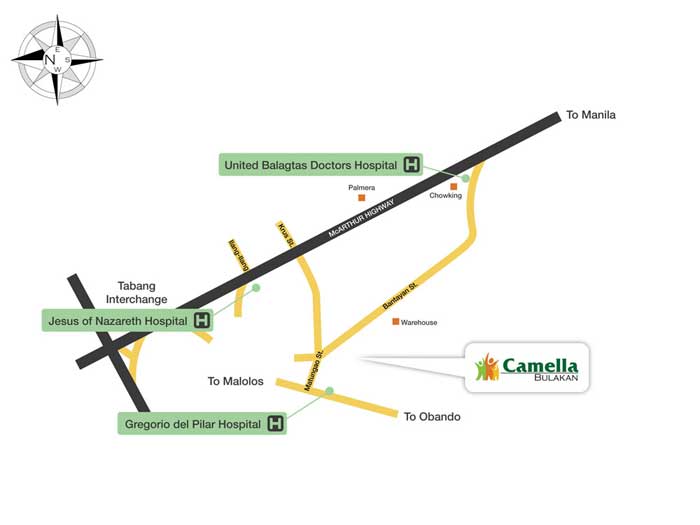 E
N
S
W
To Manila
United Balagtas Doctors Hospital H
Palmera
Chowking
McARTHUR HIGHWAY
Krus St.
Ilang-Ilang
Bantayan St.
Tabang
Interchange
Jesus of Nazareth Hospital H
Warehouse
Matungao St.
Camella
BULAKAN
To Malolos
To Obando
Gregorio del Pilar Hospital H